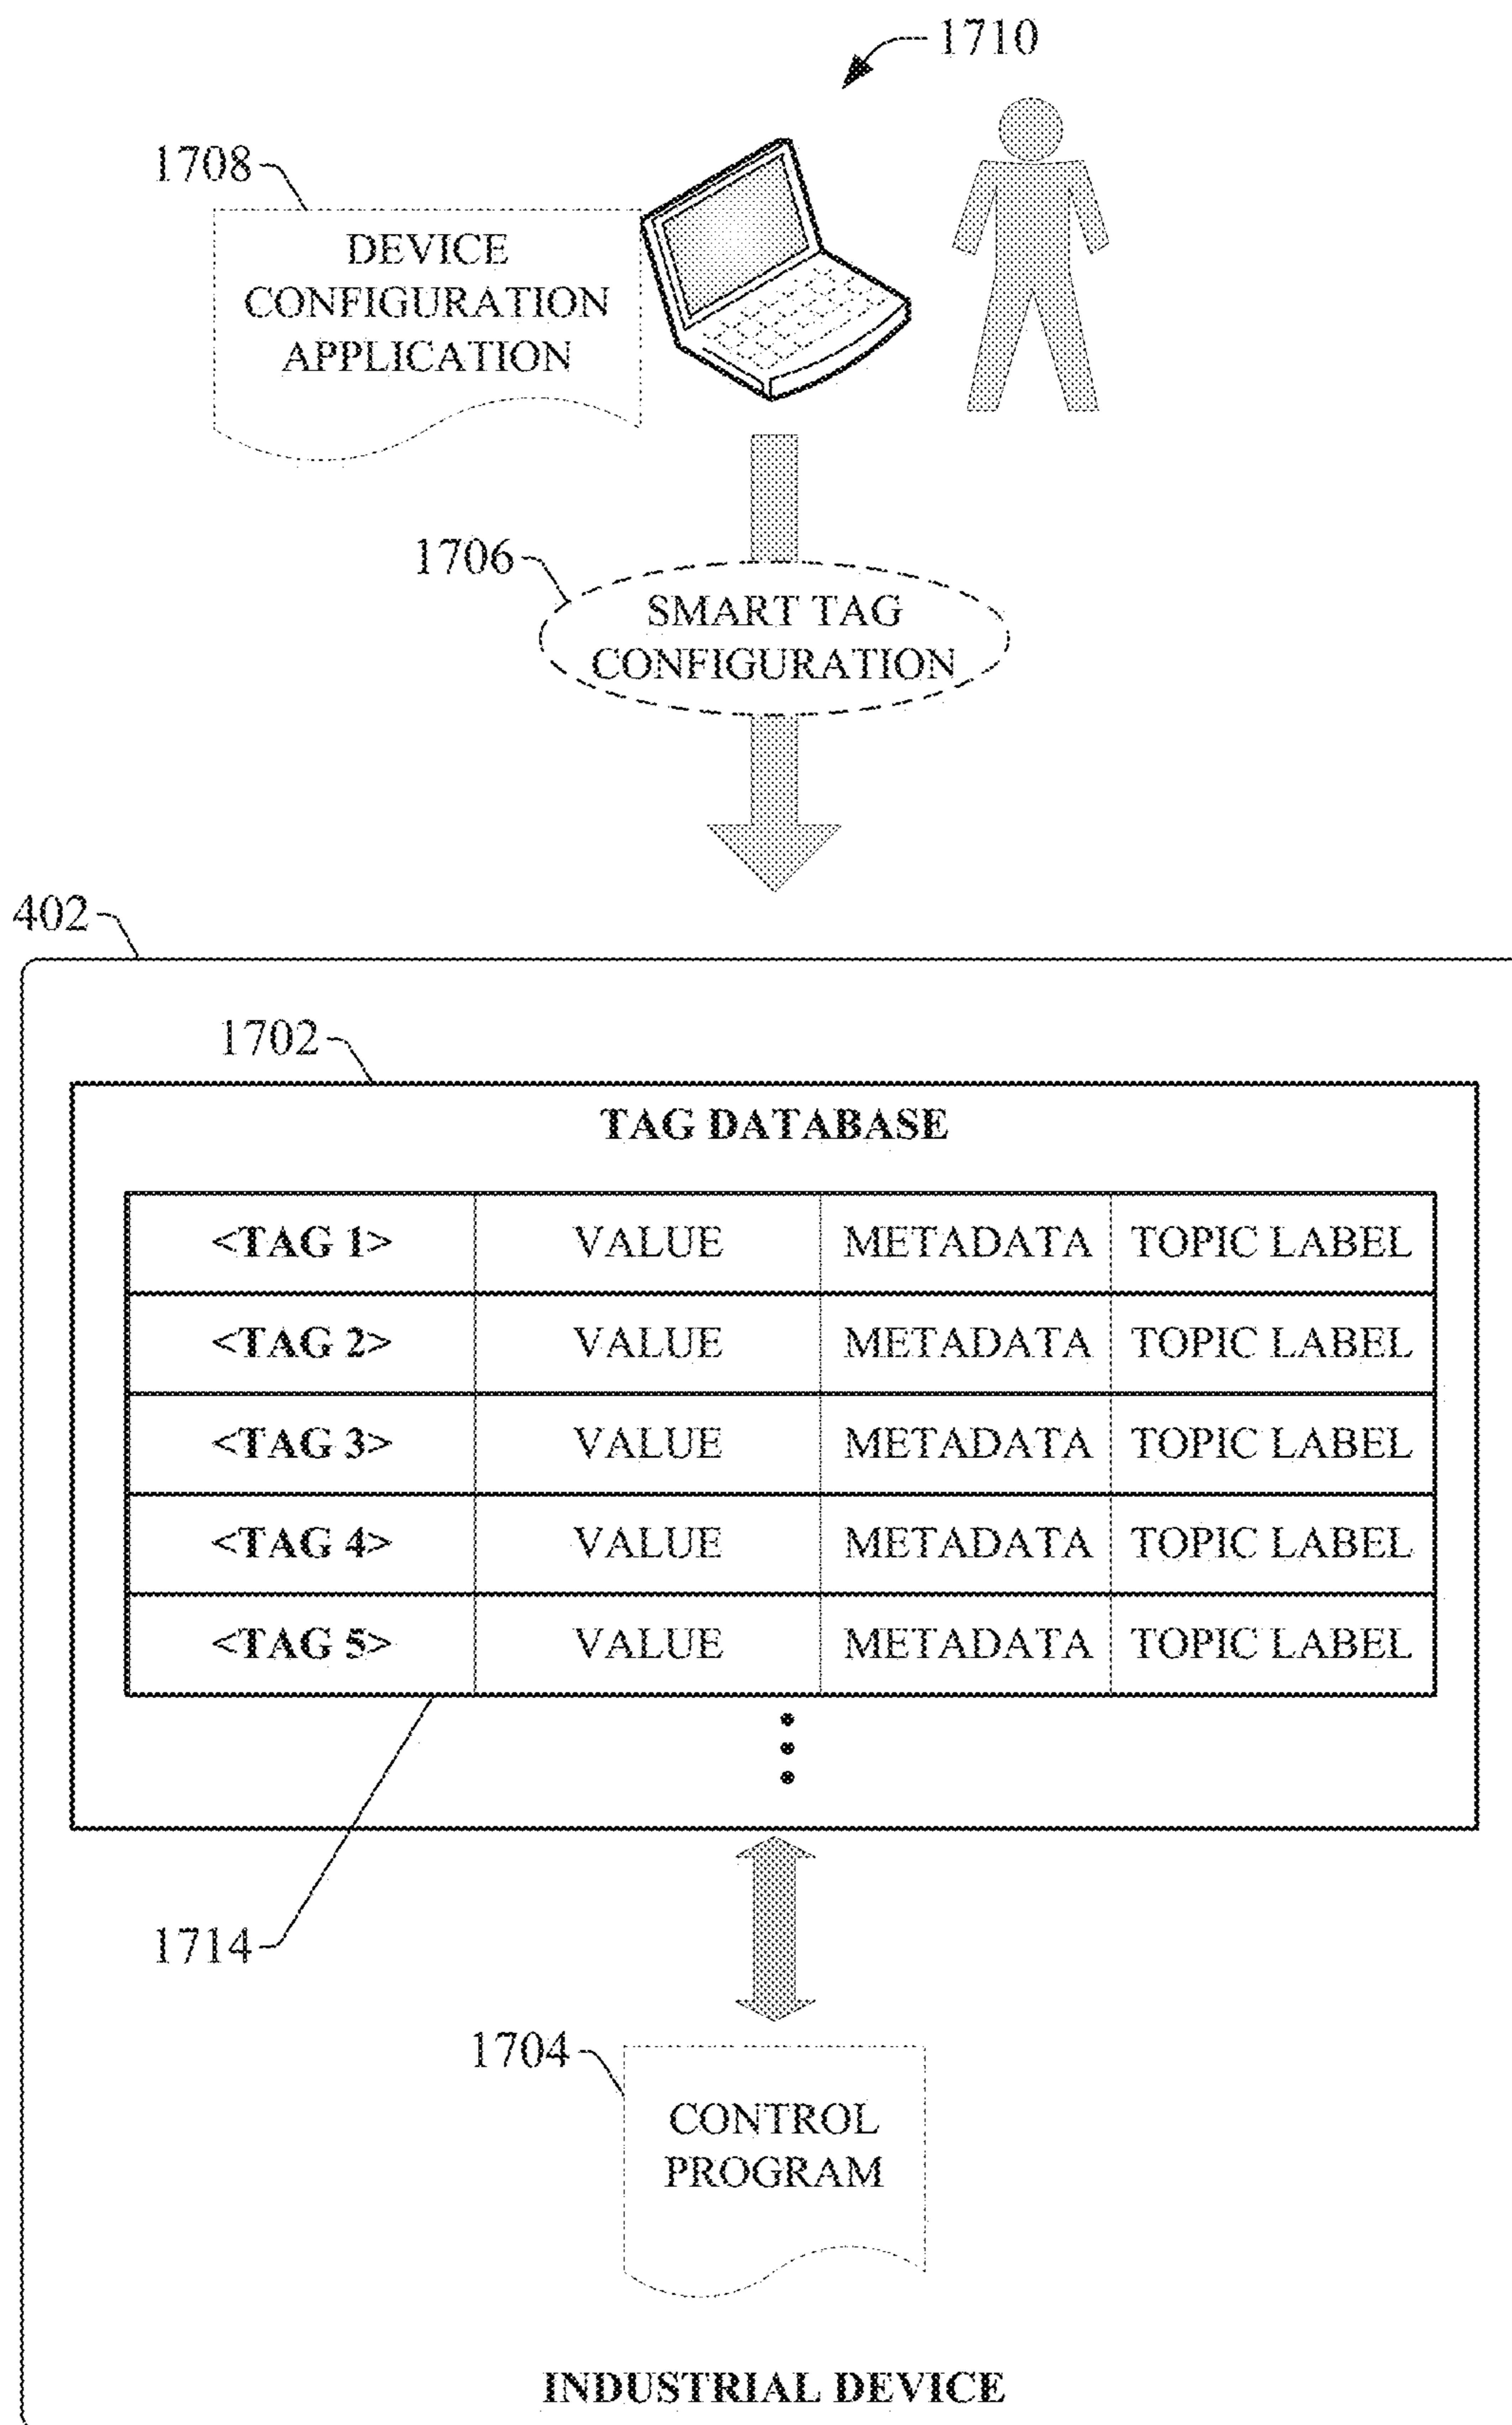 1710
1708
DEVICE
CONFIGURATION
APPLICATION
1706
SMART TAG
CONFIGURATION
402
1702
TAG DATABASE
<TAG 1> VALUE METADATA TOPIC LABEL
<TAG 2> VALUE METADATA TOPIC LABEL
<TAG 3> VALUE METADATA TOPIC LABEL
<TAG 4> VALUE METADATA TOPIC LABEL
<TAG 5> VALUE METADATA TOPIC LABEL
1714
1704
CONTROL
PROGRAM
INDUSTRIAL DEVICE